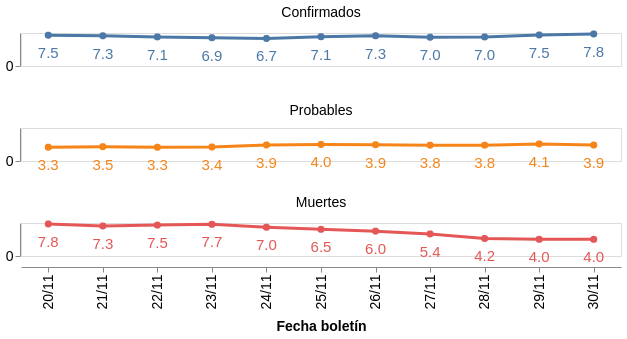 Confirmados
0
7.5 7.3 7.1 6.9 6.7 7.1 7.3 7.0 7.0 7.5 7.8
Probables
0
3.3 3.5 3.3 3.4 3.9 4.0 3.9 3.8 3.8 4.1 3.9
Muertes
7.8 7.3 7.5 7.7 7.0 6.5 6.0 5.4 4.2 4.0 4.0
0
20/11 21/11 22/11 23/11 24/11 25/11 26/11 27/11 28/11 29/11 30/11
Fecha boletín